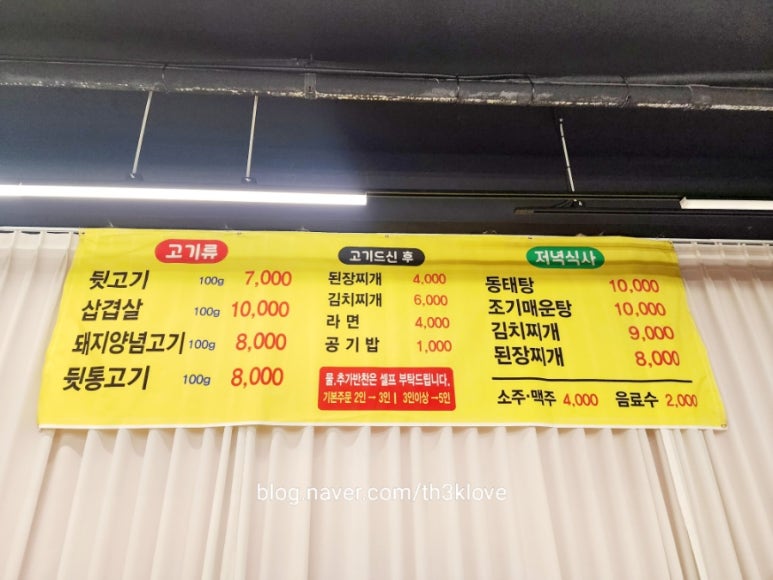 고기류
뒷고기 100g 7,000
삽겹살 100g 10,000
돼지양념고기 100g 8,000
뒷통고기 100g 8,000
고기드신 후
된장찌개 4,000
김치찌개 6,000
라 면 4,000
공 기 밥 1,000
물,추가반찬은 셀프 부탁드립니다.
기본주문 2인 → 3인 | 3인이상 → 5인
저녁식사
동태탕 10,000
조기매운탕 10,000
김치찌개 9,000
된장찌개 8,000
소주·맥주 4,000 음료수 2,000
blog.naver.com/th3klove